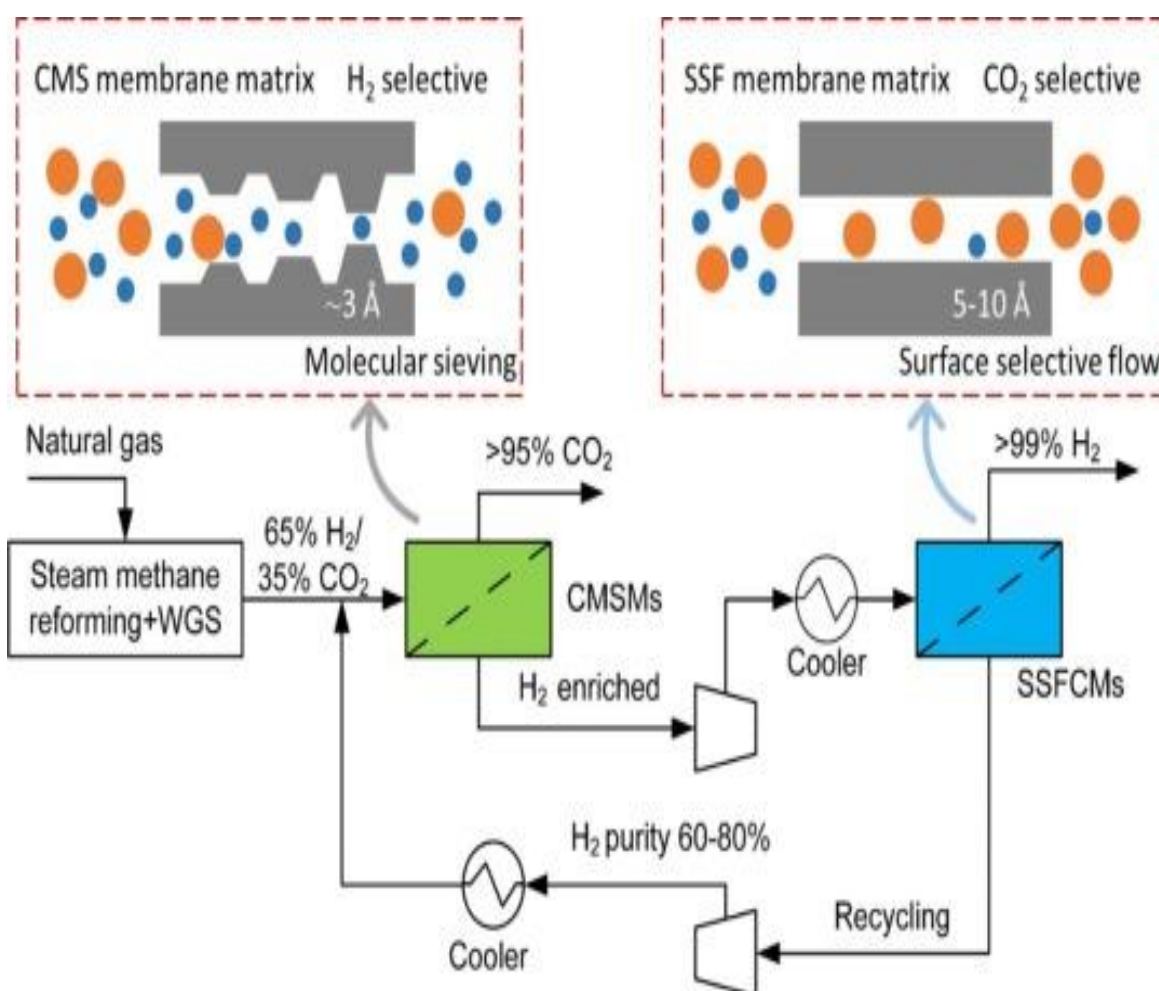 CMS membrane matrix H₂ selective
~3 Å
Molecular sieving
SSF membrane matrix CO₂ selective
5-10 Å
Surface selective flow
Natural gas
Steam methane
reforming+WGS
65% H₂/
35% CO₂
>95% CO₂
CMSMs
H₂ enriched
Cooler
>99% H₂
SSFCMs
H₂ purity 60-80%
Cooler
Recycling